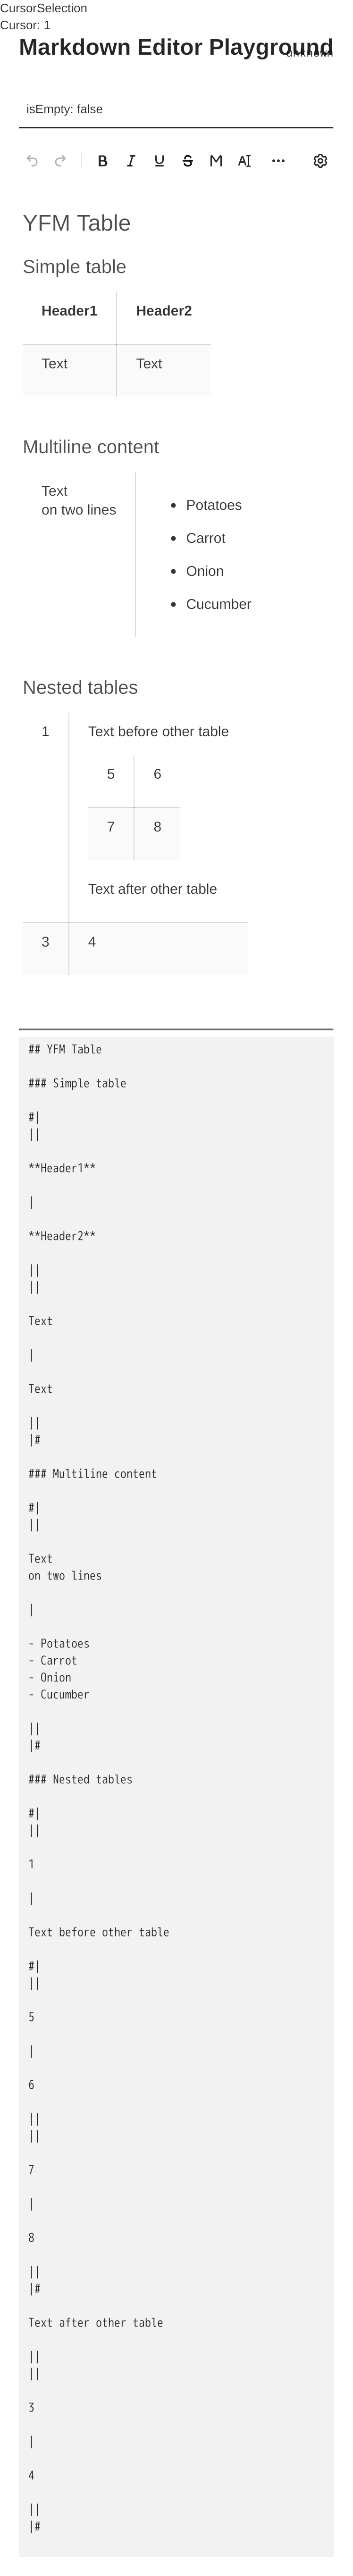 CursorSelection
Cursor: 1
Markdown Editor Playground
unknown
isEmpty: false
B I U S M A
YFM Table
Simple table
Header1 Header2
Text Text
Multiline content
Text
on two lines
• Potatoes
• Carrot
• Onion
• Cucumber
Nested tables
1 Text before other table
5 6
7 8
Text after other table
3 4
## YFM Table
### Simple table
#|
||
**Header1**
|
**Header2**
||
||
Text
|
Text
||
|#
### Multiline content
#|
||
Text
on two lines
|
- Potatoes
- Carrot
- Onion
- Cucumber
||
|#
### Nested tables
#|
||
1
|
Text before other table
#|
||
5
|
6
||
||
7
|
8
||
|#
Text after other table
||
||
3
|
4
||
|#